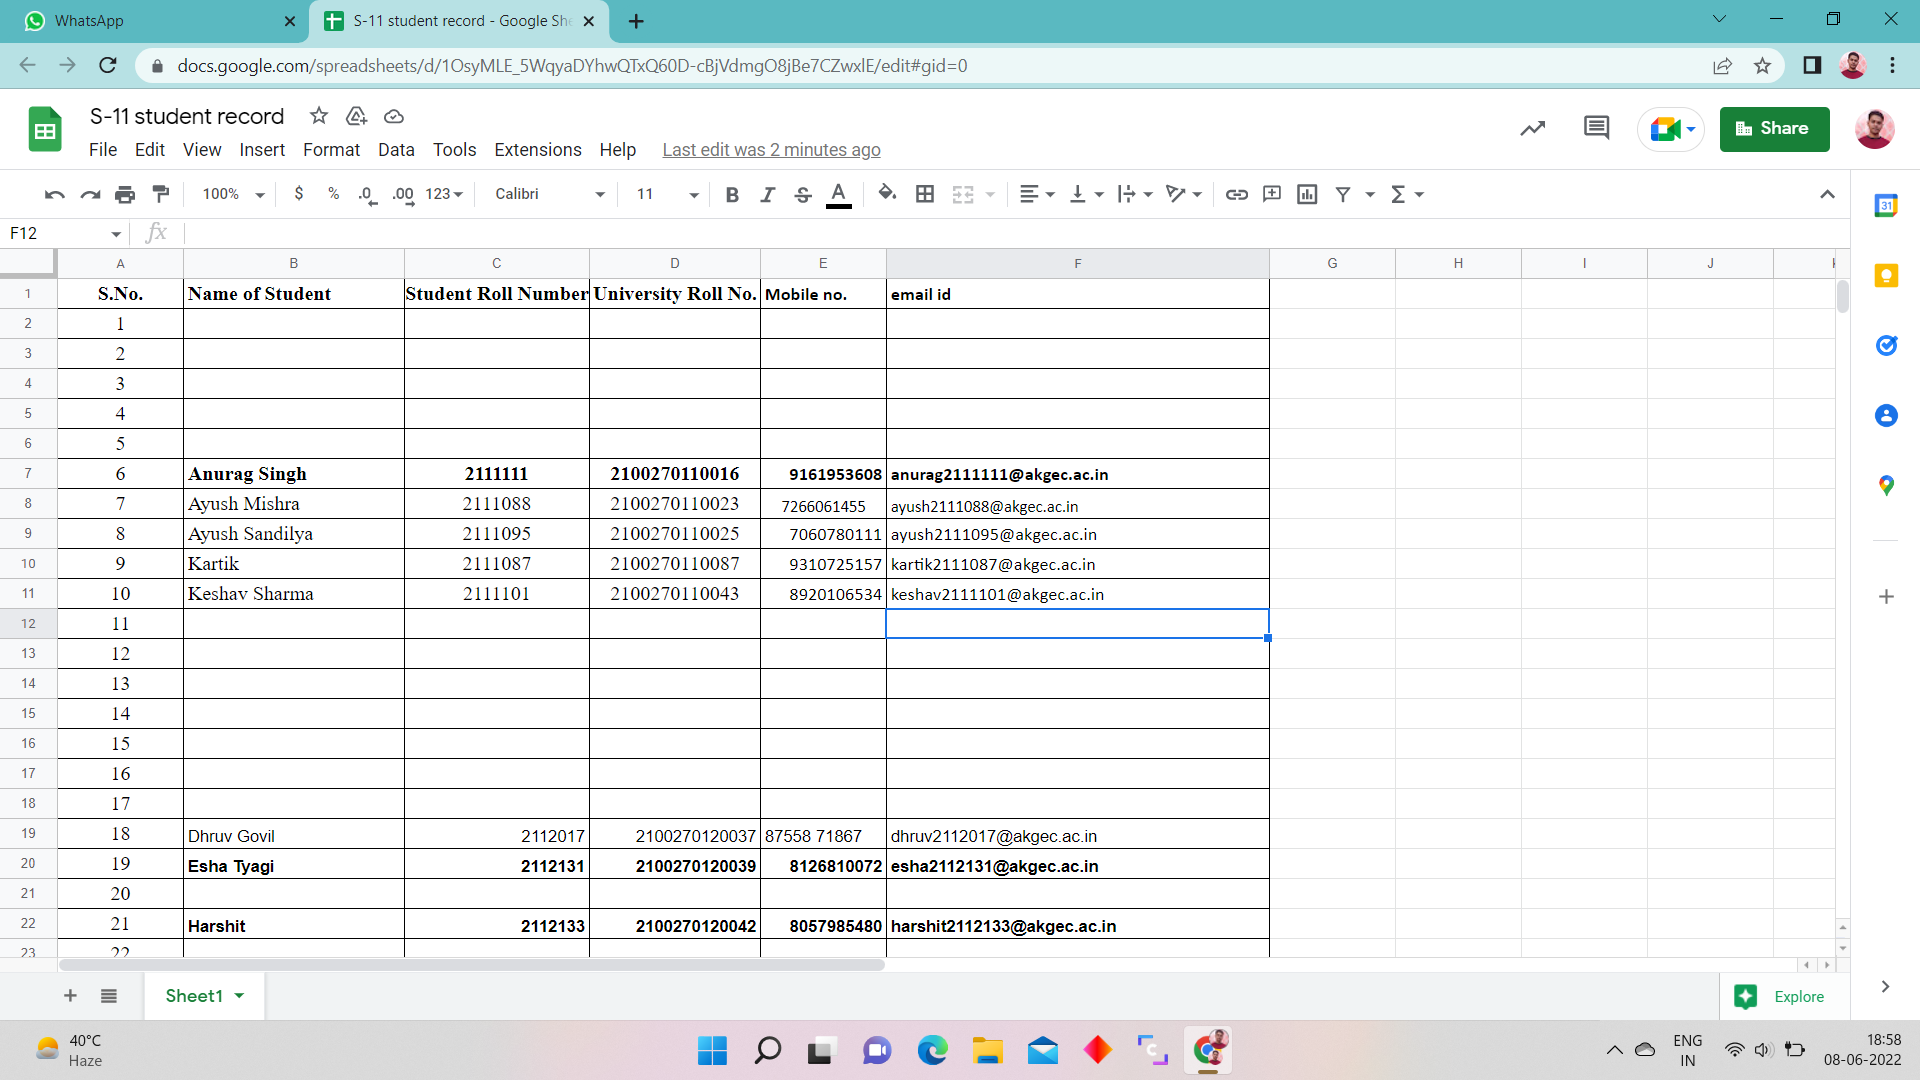 WhatsApp
S-11 student record - Google She
docs.google.com/spreadsheets/d/1OsyMLE_5WqyaDYhwQTxQ60D-cBjVdmgO8jBe7CZwxlE/edit#gid=0
S-11 student record
Share
File Edit View Insert Format Data Tools Extensions Help Last edit was 2 minutes ago
100% $ % .0 .00 123 Calibri 11 B I S A
31
F12 fx
A B C D E F G H I J
1 S.No. Name of Student Student Roll Number University Roll No. Mobile no. email id
2 1
3 2
4 3
5 4
6 5
7 6 Anurag Singh 2111111 2100270110016 9161953608 anurag2111111@akgec.ac.in
8 7 Ayush Mishra 2111088 2100270110023 7266061455 ayush2111088@akgec.ac.in
9 8 Ayush Sandilya 2111095 2100270110025 7060780111 ayush2111095@akgec.ac.in
10 9 Kartik 2111087 2100270110087 9310725157 kartik2111087@akgec.ac.in
11 10 Keshav Sharma 2111101 2100270110043 8920106534 keshav2111101@akgec.ac.in
12 11
13 12
14 13
15 14
16 15
17 16
18 17
19 18 Dhruv Govil 2112017 2100270120037 87558 71867 dhruv2112017@akgec.ac.in
20 19 Esha Tyagi 2112131 2100270120039 8126810072 esha2112131@akgec.ac.in
21 20
22 21 Harshit 2112133 2100270120042 8057985480 harshit2112133@akgec.ac.in
23 22
Sheet1
Explore
40°C
Haze
ENG
IN
18:58
08-06-2022